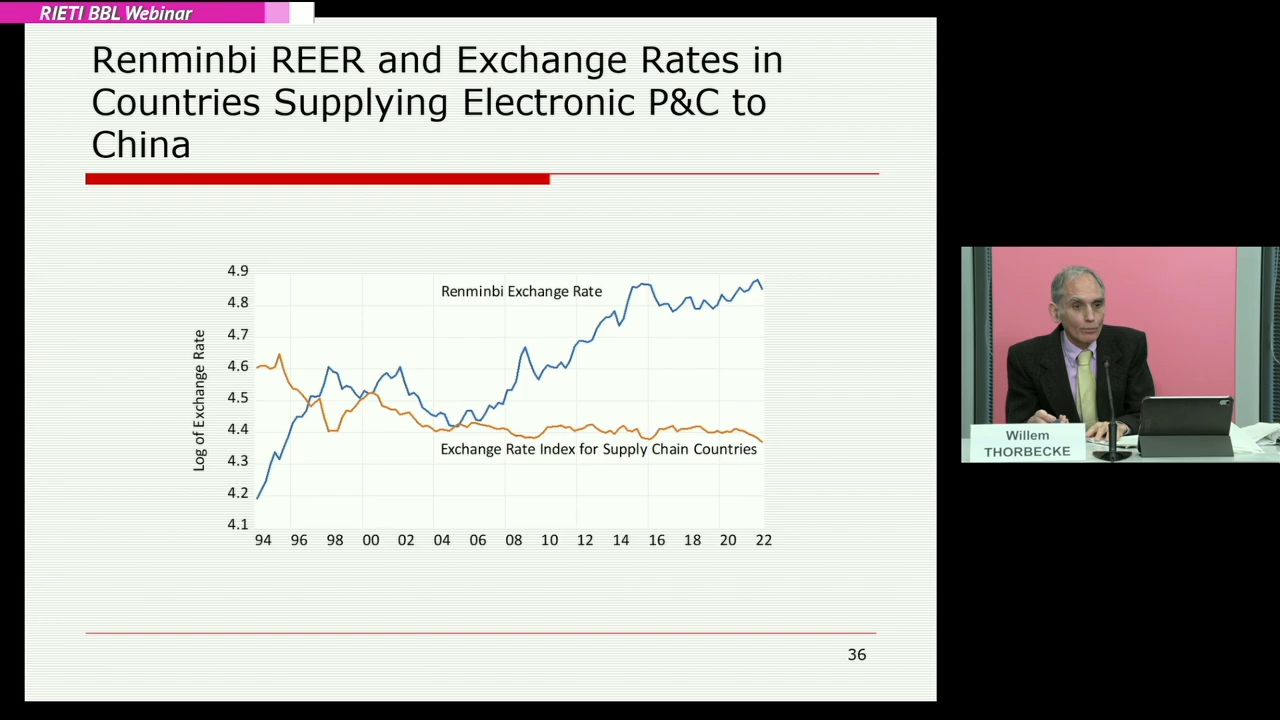 RIETI BBL Webinar
Renminbi REER and Exchange Rates in
Countries Supplying Electronic P&C to
China
4.9
4.8
4.7
4.6
4.5
4.4
4.3
4.2
4.1
Log of Exchange Rate
Renminbi Exchange Rate
Exchange Rate Index for Supply Chain Countries
94 96 98 00 02 04 06 08 10 12 14 16 18 20 22
36
Willem
THORBECKE